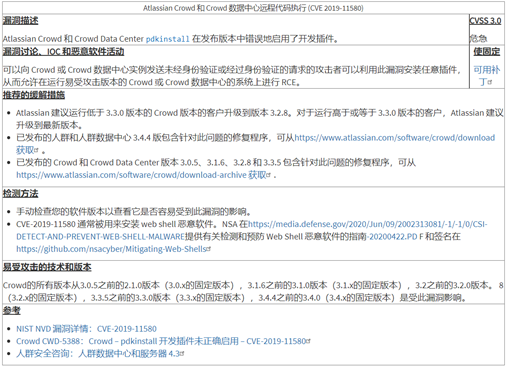 Atlassian Crowd 和 Crowd 数据中心远程代码执行 (CVE 2019-11580)
漏洞描述
CVSS 3.0
Atlassian Crowd 和 Crowd Data Center pdkinstall 在发布版本中错误地启用了开发插件。
危急
漏洞讨论、IOC 和恶意软件活动
使固定
可以向 Crowd 或 Crowd 数据中心实例发送未经身份验证或经过身份验证的请求的攻击者可以利用此漏洞安装任意插件，
从而允许在运行易受攻击版本的 Crowd 或 Crowd 数据中心的系统上进行 RCE。
可用补
丁
推荐的缓解措施
• Atlassian 建议运行低于 3.3.0 版本的 Crowd 版本的客户升级到版本 3.2.8。对于运行高于或等于 3.3.0 版本的客户，Atlassian 建议
升级到最新版本。
• 已发布的人群和人群数据中心 3.4.4 版包含针对此问题的修复程序，可从https://www.atlassian.com/software/crowd/download
获取 。
• 已发布的 Crowd 和 Crowd Data Center 版本 3.0.5、3.1.6、3.2.8 和 3.3.5 包含针对此问题的修复程序，可从
https://www.atlassian.com/software/crowd/download-archive 获取 .
检测方法
• 手动检查您的软件版本以查看它是否容易受到此漏洞的影响。
• CVE-2019-11580 通常被用来安装 web shell 恶意软件。NSA 在https://media.defense.gov/2020/Jun/09/2002313081/-1/-1/0/CSI-
DETECT-AND-PREVENT-WEB-SHELL-MALWARE提供有关检测和预防 Web Shell 恶意软件的指南-20200422.PD F 和签名在
https://github.com/nsacyber/Mitigating-Web-Shells
易受攻击的技术和版本
Crowd的所有版本从3.0.5之前的2.1.0版本（3.0.x的固定版本），3.1.6之前的3.1.0版本（3.1.x的固定版本），3.2之前的3.2.0版本。 8
（3.2.x的固定版本），3.3.5之前的3.3.0版本（3.3.x的固定版本），3.4.4之前的3.4.0（3.4.x的固定版本）是受此漏洞影响。
参考
• NIST NVD 漏洞详情：CVE-2019-11580
• Crowd CWD-5388：Crowd – pdkinstall 开发插件未正确启用 – CVE-2019-11580
• 人群安全咨询：人群数据中心和服务器 4.3